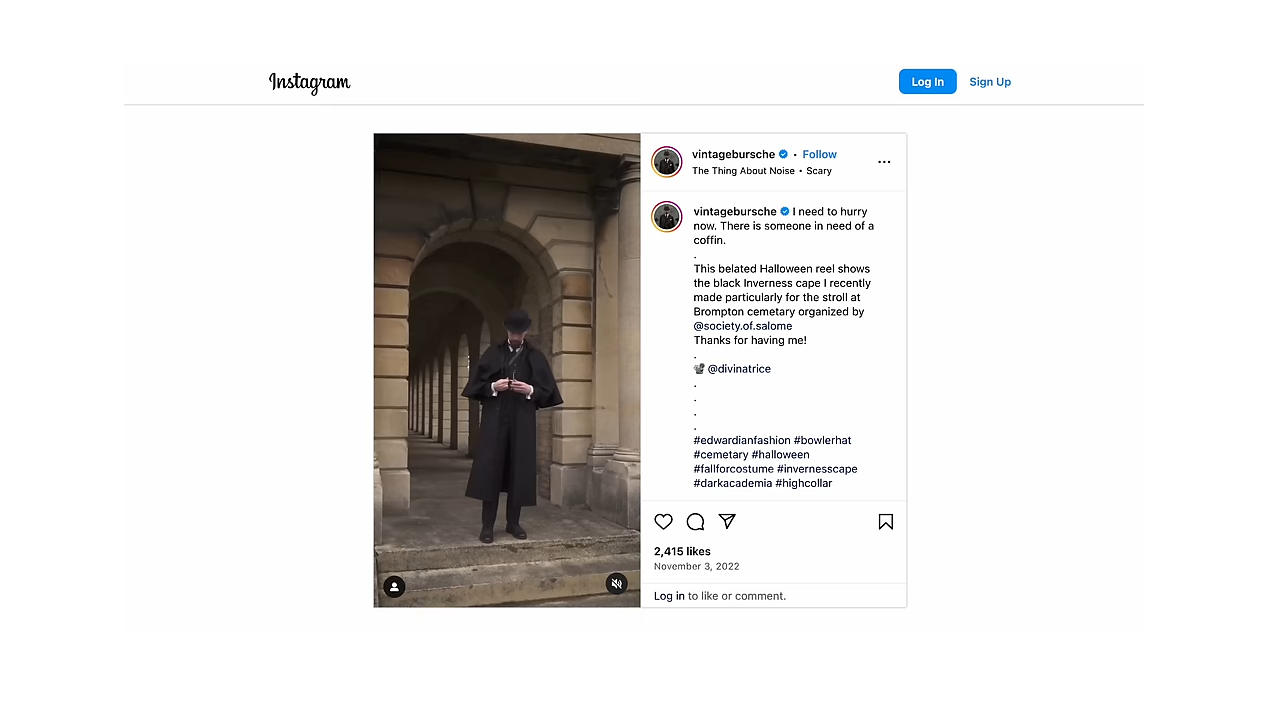 Instagram
Log In
Sign Up
vintagebursche • Follow
The Thing About Noise • Scary
vintagebursche I need to hurry
now. There is someone in need of a
coffin.
.
This belated Halloween reel shows
the black Inverness cape I recently
made particularly for the stroll at
Brompton cemetary organized by
@society.of.salome
Thanks for having me!
.
📽 @divinatrice
.
.
.
.
#edwardianfashion #bowlerhat
#cemetary #halloween
#fallforcostume #invernesscape
#darkacademia #highcollar
2,415 likes
November 3, 2022
Log in to like or comment.